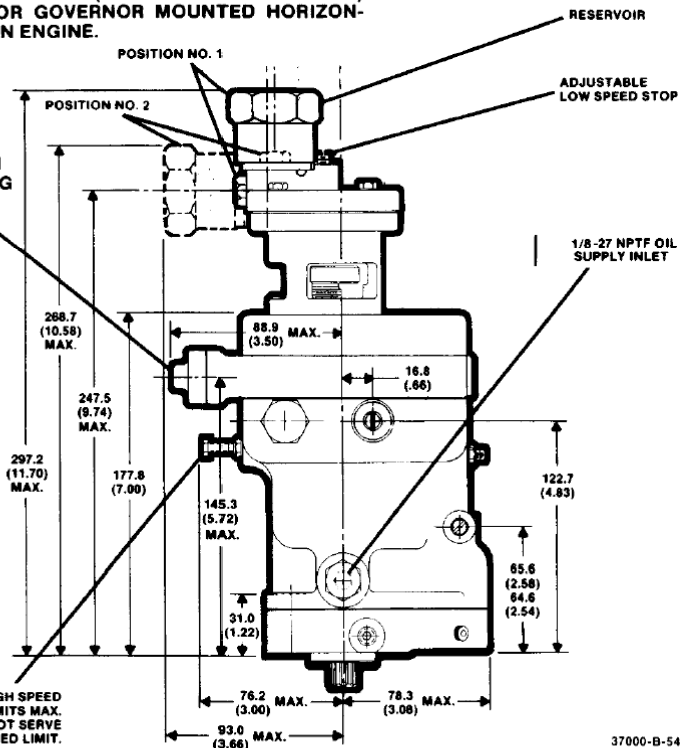 OR GOVERNOR MOUNTED HORIZON-
N ENGINE.
RESERVOIR
POSITION NO. 1
ADJUSTABLE
LOW SPEED STOP
POSITION NO. 2
G
1/8-27 NPTF OIL
SUPPLY INLET
268.7
(10.58)
MAX.
88.9
(3.50)
MAX.
16.8
(.66)
247.5
(9.74)
MAX.
297.2
(11.70)
MAX.
177.8
(7.00)
122.7
(4.83)
145.3
(5.72)
MAX.
65.6
(2.58)
64.6
(2.54)
31.0
(1.22)
GH SPEED
MITS MAX.
OT SERVE
ED LIMIT.
76.2
(3.00)
MAX.
78.3
(3.08)
MAX.
93.0
(3.66)
MAX.
37000-B-54